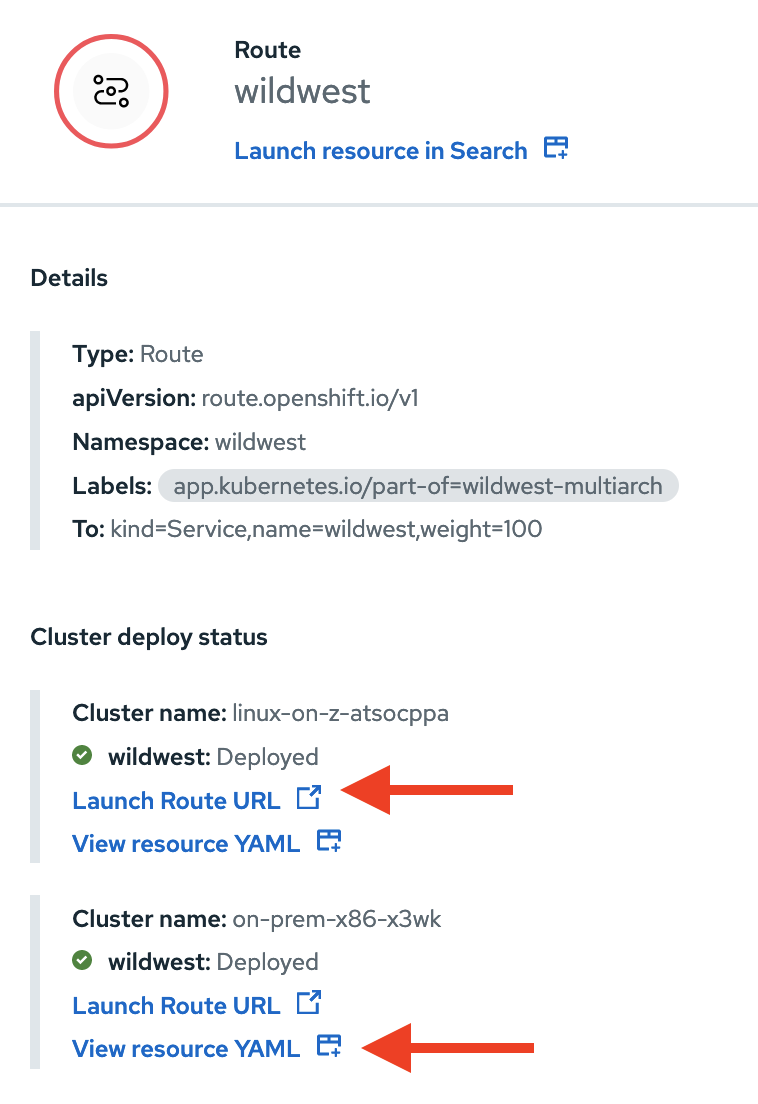 Route
wildwest
Launch resource in Search
Details
Type: Route
apiVersion: route.openshift.io/v1
Namespace: wildwest
Labels: app.kubernetes.io/part-of=wildwest-multiarch
To: kind=Service,name=wildwest,weight=100
Cluster deploy status
Cluster name: linux-on-z-atsocppa
wildwest: Deployed
Launch Route URL
View resource YAML
Cluster name: on-prem-x86-x3wk
wildwest: Deployed
Launch Route URL
View resource YAML